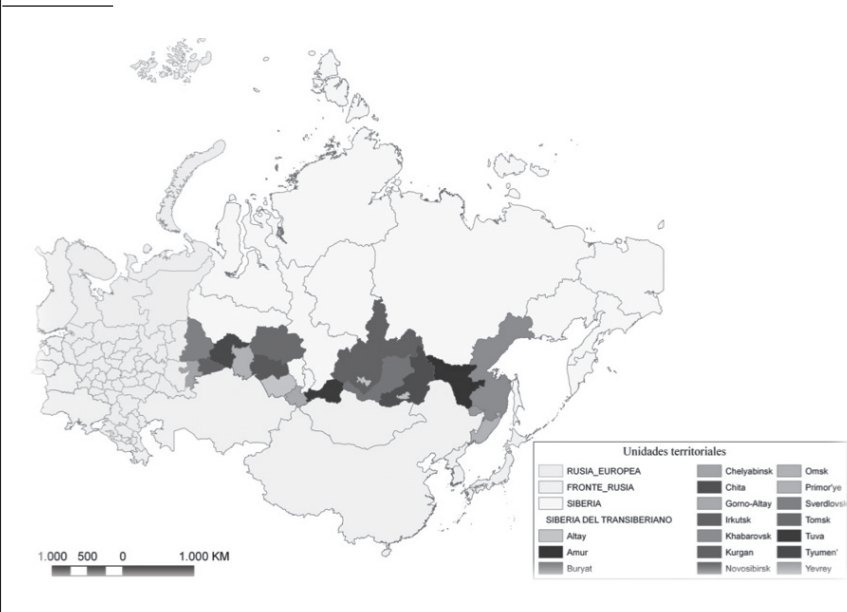 Unidades territoriales
RUSIA_EUROPEA
FRONTE_RUSIA
SIBERIA
SIBERIA DEL TRANSIBERIANO
Altay
Amur
Buryat
Chelyabinsk
Chita
Gorno-Altay
Irkutsk
Khabarovsk
Kurgan
Novosibirsk
Omsk
Primor'ye
Sverdlovsk
Tomsk
Tuva
Tyumen'
Yevrey
1.000 500 0 1.000 KM